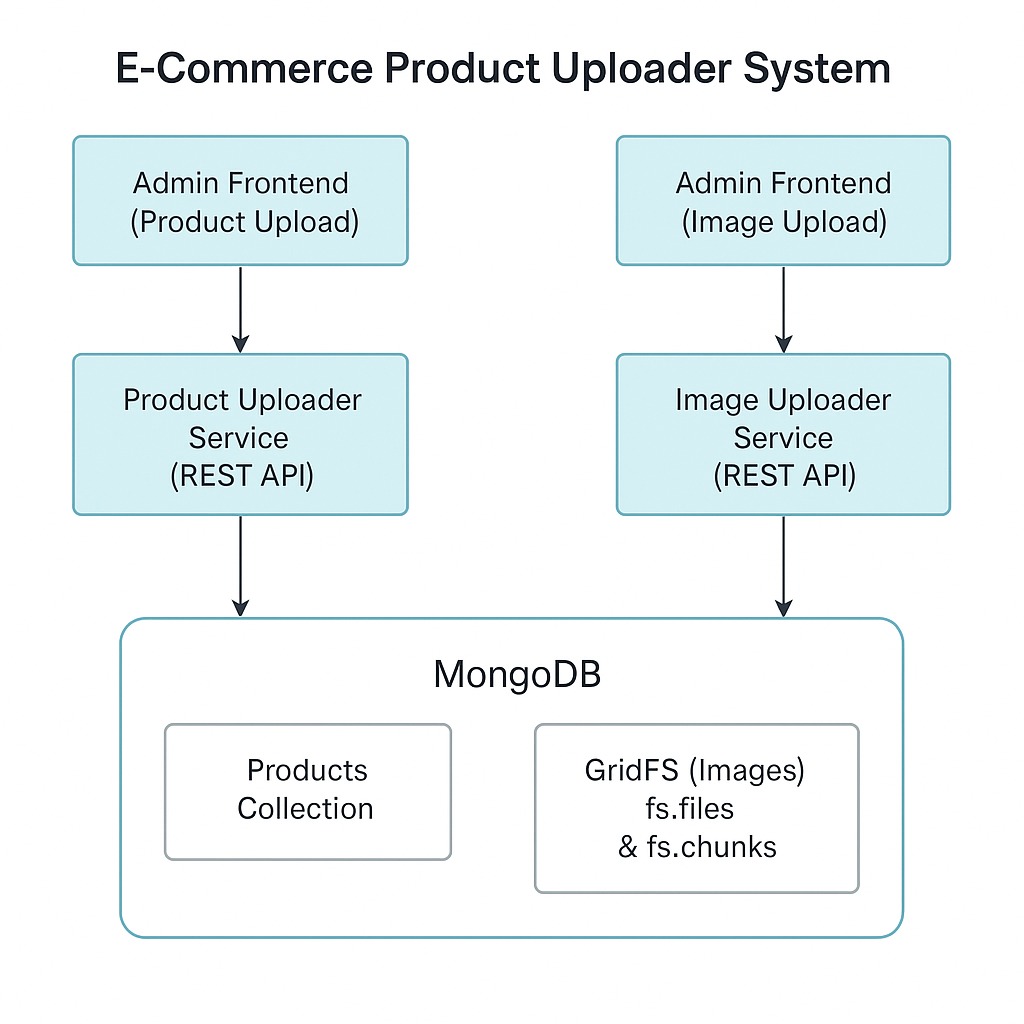 E-Commerce Product Uploader System
Admin Frontend
(Product Upload)
Admin Frontend
(Image Upload)
Product Uploader
Service
(REST API)
Image Uploader
Service
(REST API)
MongoDB
Products
Collection
GridFS (Images)
fs.files
& fs.chunks